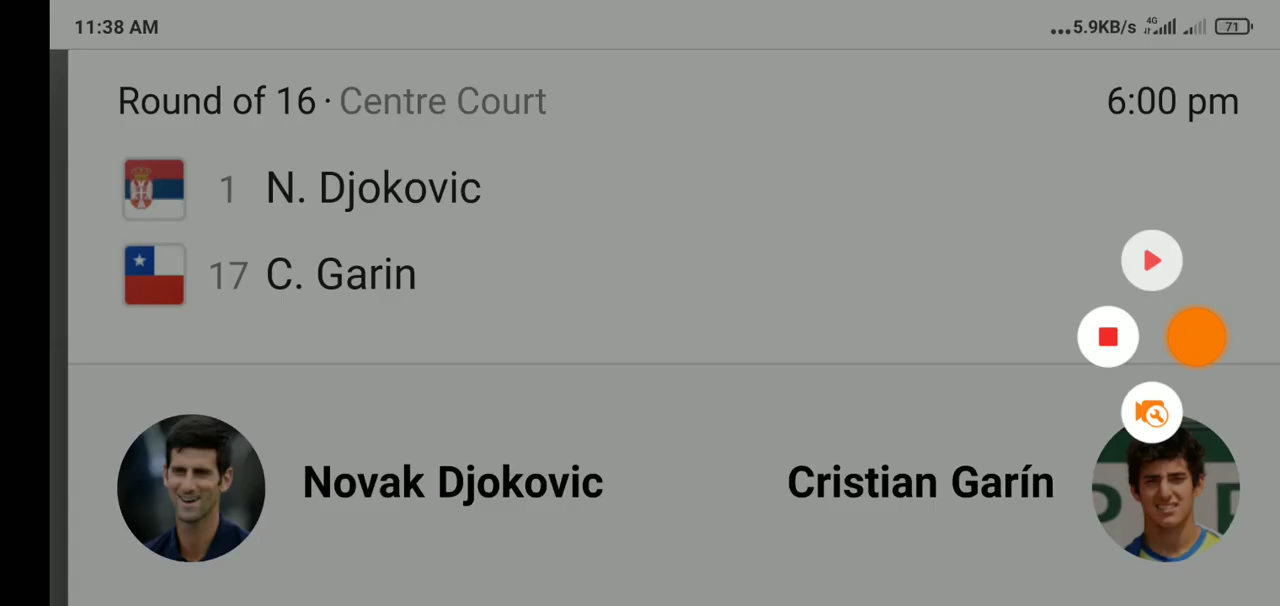 11:38 AM
...5.9KB/s 4G 71
Round of 16 · Centre Court 6:00 pm
1 N. Djokovic
17 C. Garin
Novak Djokovic Cristian Garín